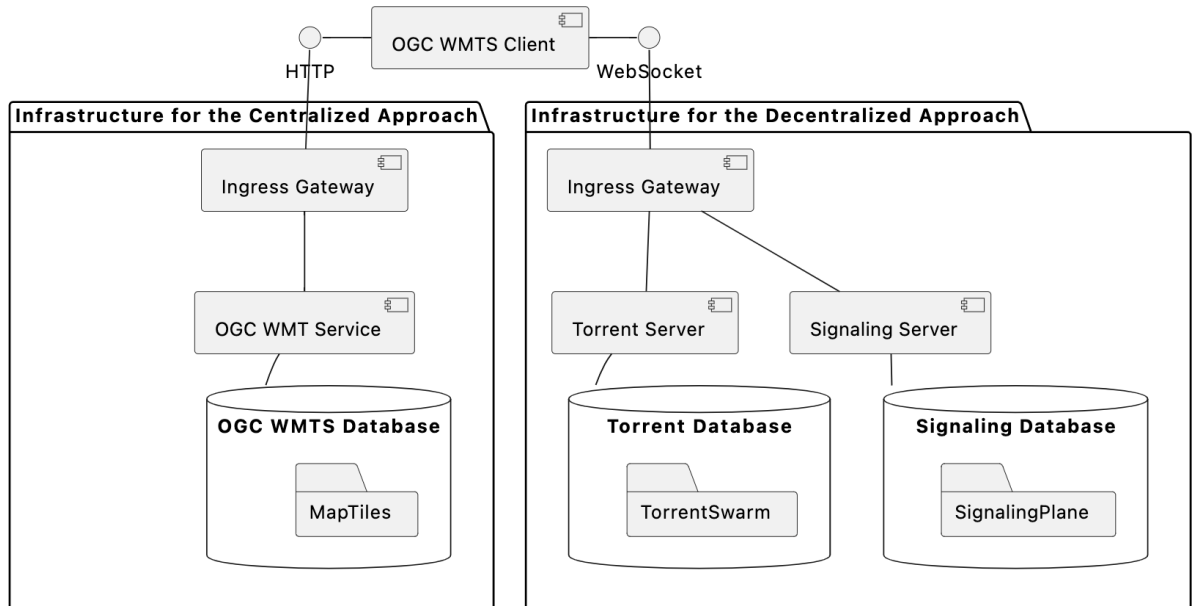 OGC WMTS Client
HTTP
WebSocket
Infrastructure for the Centralized Approach
Infrastructure for the Decentralized Approach
Ingress Gateway
Ingress Gateway
OGC WMT Service
Torrent Server
Signaling Server
OGC WMTS Database
Torrent Database
Signaling Database
MapTiles
TorrentSwarm
SignalingPlane